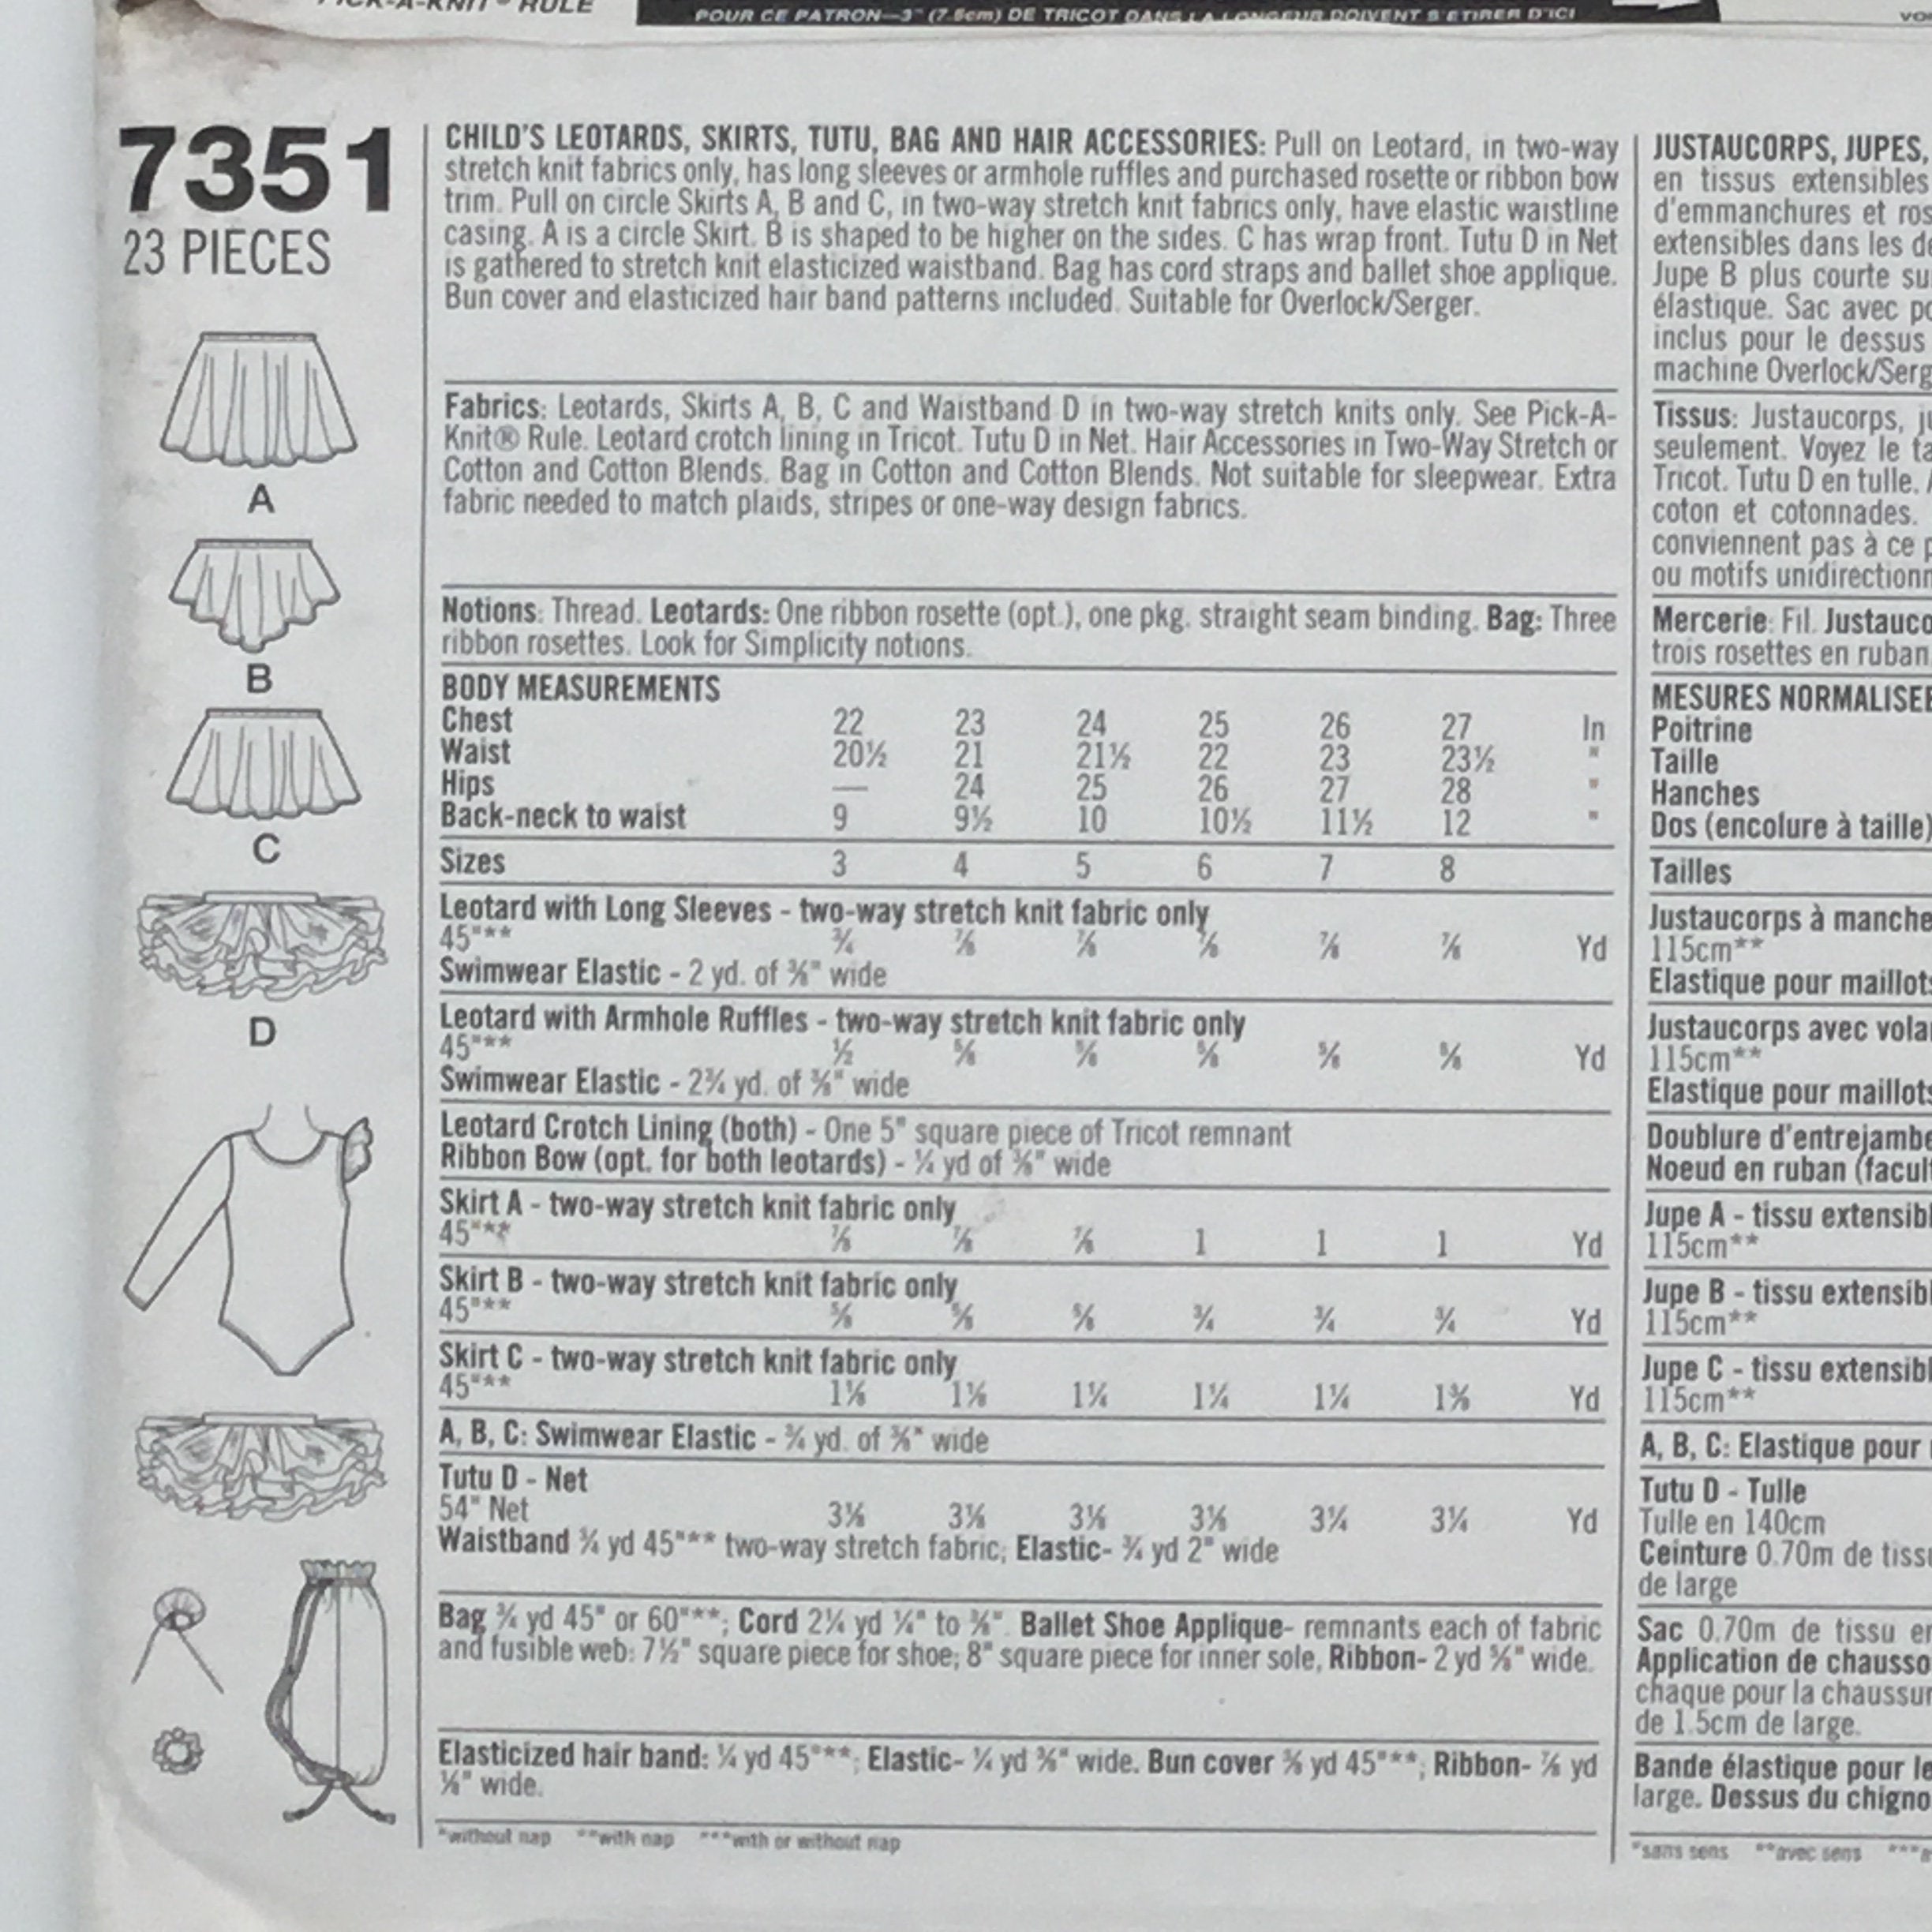 PICK-A-KNIT® RULE
POUR CE PATRON—3" (7.5cm) DE TRICOT DANS LA LONGEUR DOIVENT S'ETIRER D'ICI
7351
23 PIECES
A
B
C
D
CHILD'S LEOTARDS, SKIRTS, TUTU, BAG AND HAIR ACCESSORIES: Pull on Leotard, in two-way
stretch knit fabrics only, has long sleeves or armhole ruffles and purchased rosette or ribbon bow
trim. Pull on circle Skirts A, B and C, in two-way stretch knit fabrics only, have elastic waistline
casing. A is a circle Skirt. B is shaped to be higher on the sides. C has wrap front. Tutu D in Net
is gathered to stretch knit elasticized waistband. Bag has cord straps and ballet shoe applique.
Bun cover and elasticized hair band patterns included. Suitable for Overlock/Serger.
Fabrics: Leotards, Skirts A, B, C and Waistband D in two-way stretch knits only. See Pick-A-
Knit® Rule. Leotard crotch lining in Tricot. Tutu D in Net. Hair Accessories in Two-Way Stretch or
Cotton and Cotton Blends. Bag in Cotton and Cotton Blends. Not suitable for sleepwear. Extra
fabric needed to match plaids, stripes or one-way design fabrics.
Notions: Thread. Leotards: One ribbon rosette (opt.), one pkg. straight seam binding. Bag: Three
ribbon rosettes. Look for Simplicity notions.
BODY MEASUREMENTS
Chest 22 23 24 25 26 27 In
Waist 20½ 21 21½ 22 23 23½ "
Hips — 24 25 26 27 28 "
Back-neck to waist 9 9½ 10 10½ 11½ 12 "
Sizes 3 4 5 6 7 8
Leotard with Long Sleeves - two-way stretch knit fabric only
45"** ¾ ⅞ ⅞ ⅞ ⅞ ⅞ Yd
Swimwear Elastic - 2 yd. of ⅜" wide
Leotard with Armhole Ruffles - two-way stretch knit fabric only
45"** ½ ⅝ ⅝ ⅝ ⅝ ⅝ Yd
Swimwear Elastic - 2¾ yd. of ⅜" wide
Leotard Crotch Lining (both) - One 5" square piece of Tricot remnant
Ribbon Bow (opt. for both leotards) - ¼ yd of wide
Skirt A - two-way stretch knit fabric only
45"** ⅞ ⅞ ⅞ 1 1 1 Yd
Skirt B - two-way stretch knit fabric only
45"** ⅝ ⅝ ⅝ ¾ ¾ ¾ Yd
Skirt C - two-way stretch knit fabric only
45"** 1⅛ 1⅛ 1¼ 1¼ 1¼ 1⅜ Yd
A, B, C: Swimwear Elastic - ¾ yd. of ⅜" wide
Tutu D - Net
54" Net 3⅛ 3⅛ 3⅛ 3⅛ 3¼ 3¼ Yd
Waistband ¾ yd 45"*** two-way stretch fabric; Elastic- ¾ yd 2" wide
Bag ¾ yd 45" or 60"**; Cord 2¼ yd ¼" to ⅜". Ballet Shoe Applique- remnants each of fabric
and fusible web: 7½" square piece for shoe; 8" square piece for inner sole, Ribbon- 2 yd ⅝" wide.
Elasticized hair band: ¼ yd 45"***; Elastic- ¼ yd ⅜" wide. Bun cover ⅜ yd 45"***; Ribbon- ⅞ yd
⅛" wide.
*without nap **with nap ***with or without nap
JUSTAUCORPS, JUPES,
en tissus extensibles
d'emmanchures et ros
extensibles dans les de
Jupe B plus courte su
élastique. Sac avec po
inclus pour le dessus
machine Overlock/Serg
Tissus: Justaucorps, ju
seulement. Voyez le ta
Tricot. Tutu D en tulle. A
coton et cotonnades.
conviennent pas à ce p
ou motifs unidirectionn
Mercerie: Fil. Justauco
trois rosettes en ruban
MESURES NORMALISEE
Poitrine
Taille
Hanches
Dos (encolure à taille)
Tailles
Justaucorps à manche
115cm**
Elastique pour maillots
Justaucorps avec vola
115cm**
Elastique pour maillots
Doublure d'entrejambe
Noeud en ruban (facult
Jupe A - tissu extensibl
115cm**
Jupe B - tissu extensibl
115cm**
Jupe C - tissu extensibl
115cm**
A, B, C: Elastique pour
Tutu D - Tulle
Tulle en 140cm
Ceinture 0.70m de tissu
de large
Sac 0.70m de tissu en
Application de chausso
chaque pour la chaussur
de 1.5cm de large.
Bande élastique pour le
large. Dessus du chigno
*sans sens **avec sens